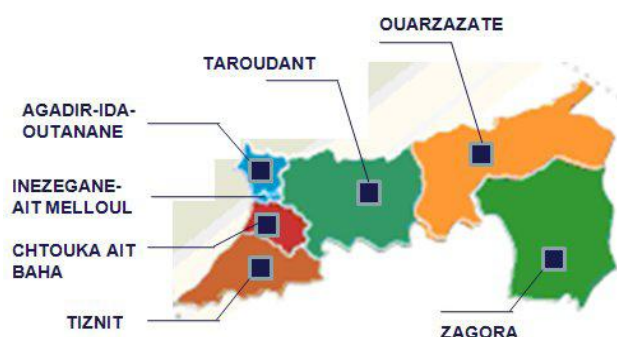 OUARZAZATE
TAROUDANT
AGADIR-IDA-
OUTANANE
INEZEGANE-
AIT MELLOUL
CHTOUKA AIT
BAHA
TIZNIT
ZAGORA